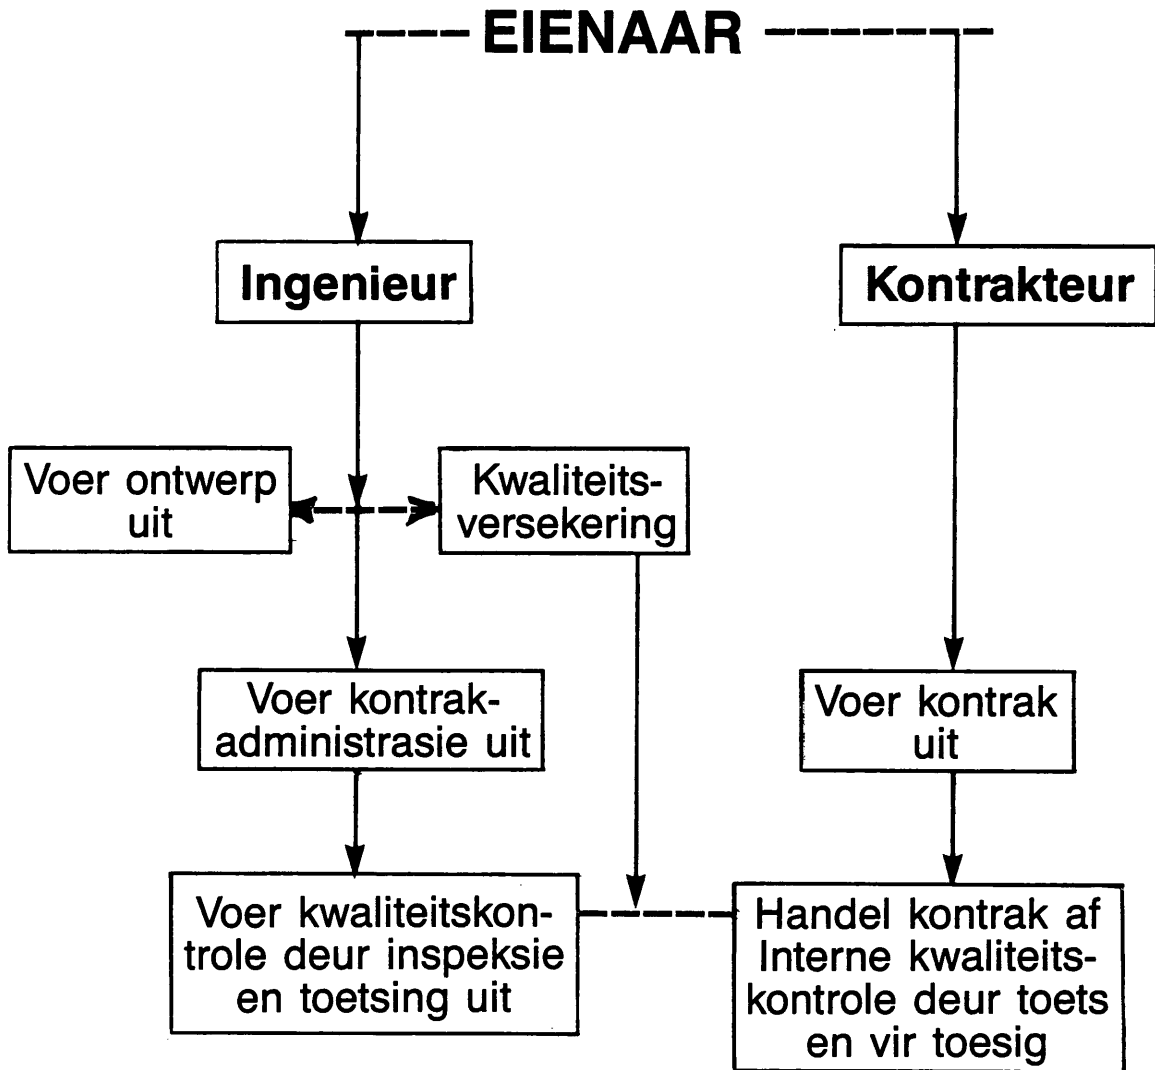 EIENAAR
Ingenieur
Kontrakteur
Voer ontwerp
uit
Kwaliteits-
versekering
Voer kontrak-
administrasie uit
Voer kontrak
uit
Voer kwaliteitskon-
trole deur inspeksie
en toetsing uit
Handel kontrak af
Interne kwaliteits-
kontrole deur toets
en vir toesig